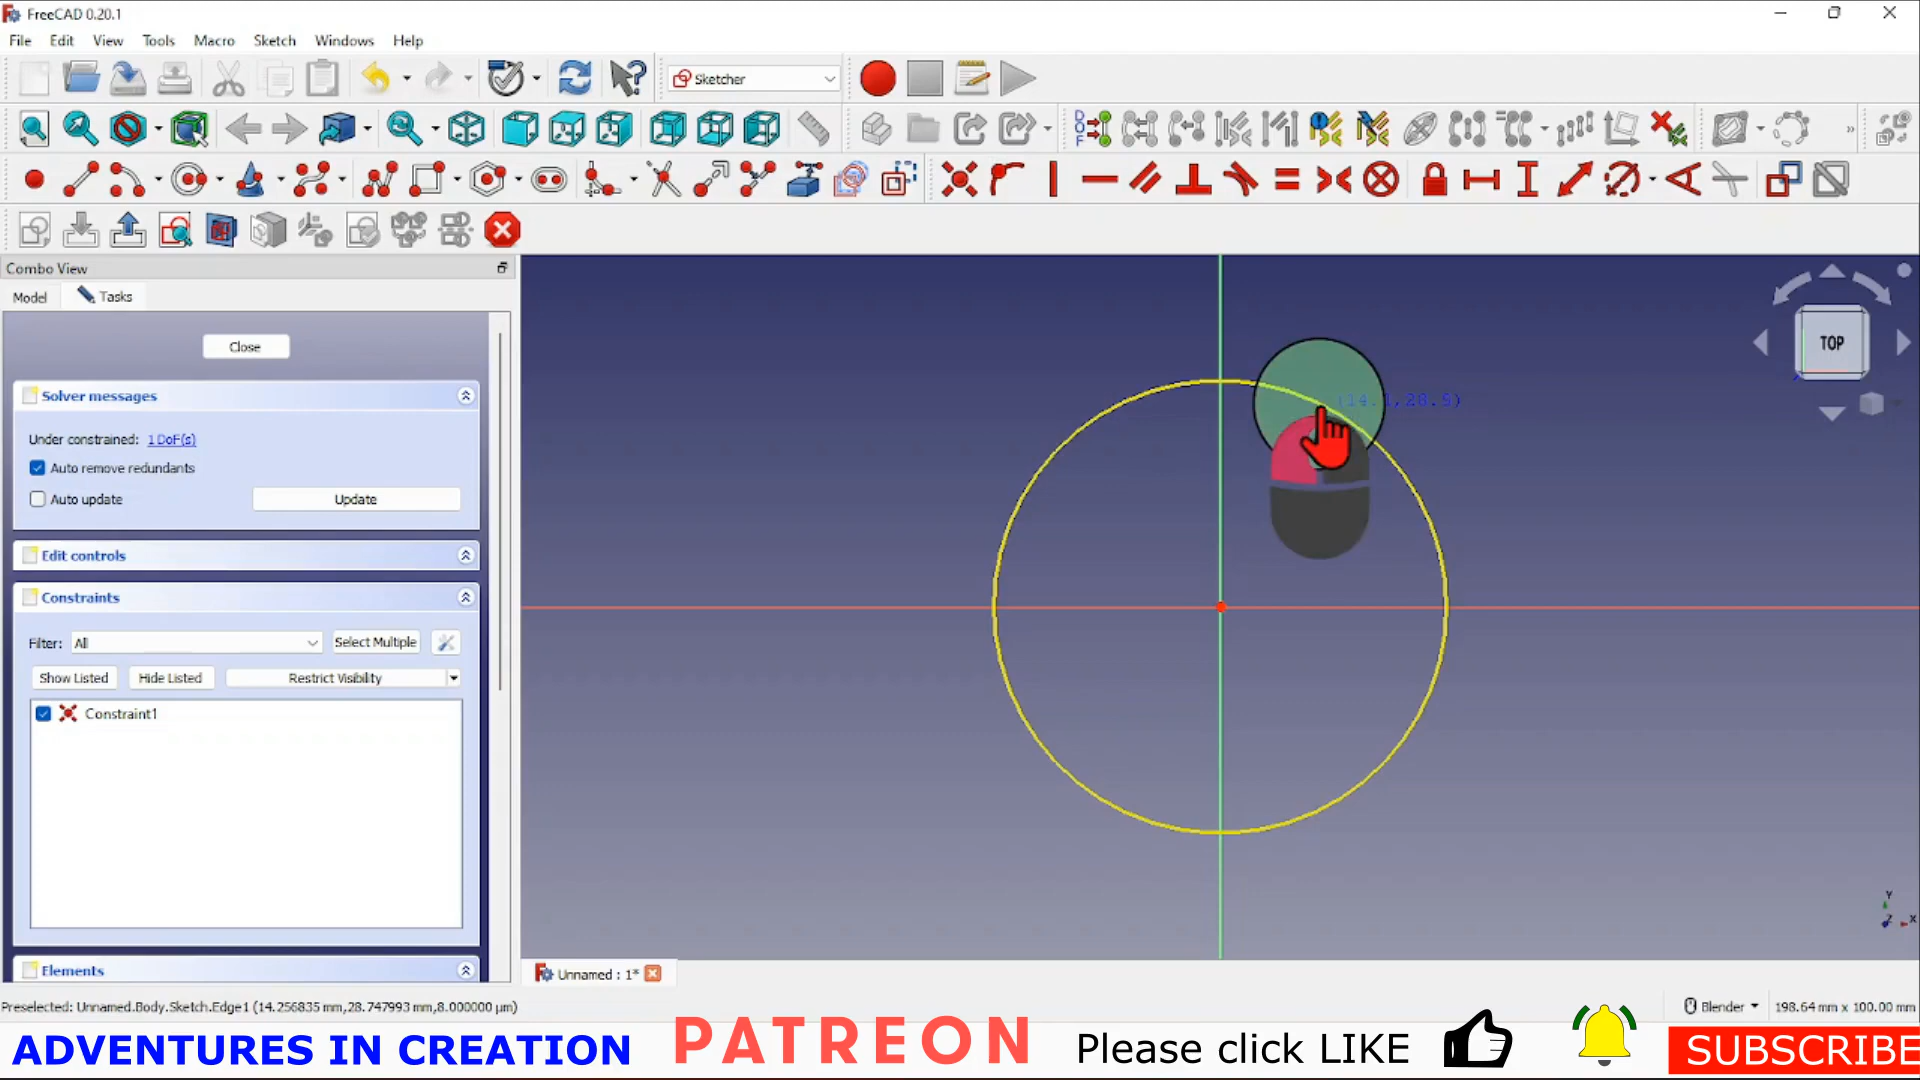 FreeCAD 0.20.1
File Edit View Tools Macro Sketch Windows Help
Sketcher
Combo View
Model Tasks
Close
Solver messages
Under constrained: 1 DoF(s)
Auto remove redundants
Auto update Update
Edit controls
Constraints
Filter: All Select Multiple
Show Listed Hide Listed Restrict Visibility
Constraint1
Elements
TOP
Y
Z X
Unnamed : 1*
Preselected: Unnamed.Body.Sketch.Edge1 (14.256835 mm,28.747993 mm,8.000000 µm)
Blender 198.64 mm x 100.00 mm
ADVENTURES IN CREATION PATREON Please click LIKE SUBSCRIBE